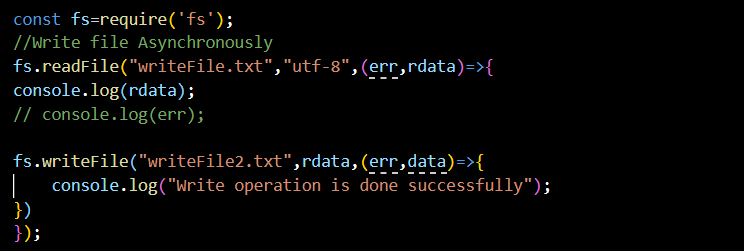 const fs=require('fs');
//Write file Asynchronously
fs.readFile("writeFile.txt","utf-8",(err,rdata)=>{
console.log(rdata);
// console.log(err);
fs.writeFile("writeFile2.txt",rdata,(err,data)=>{
    console.log("Write operation is done successfully");
})
});